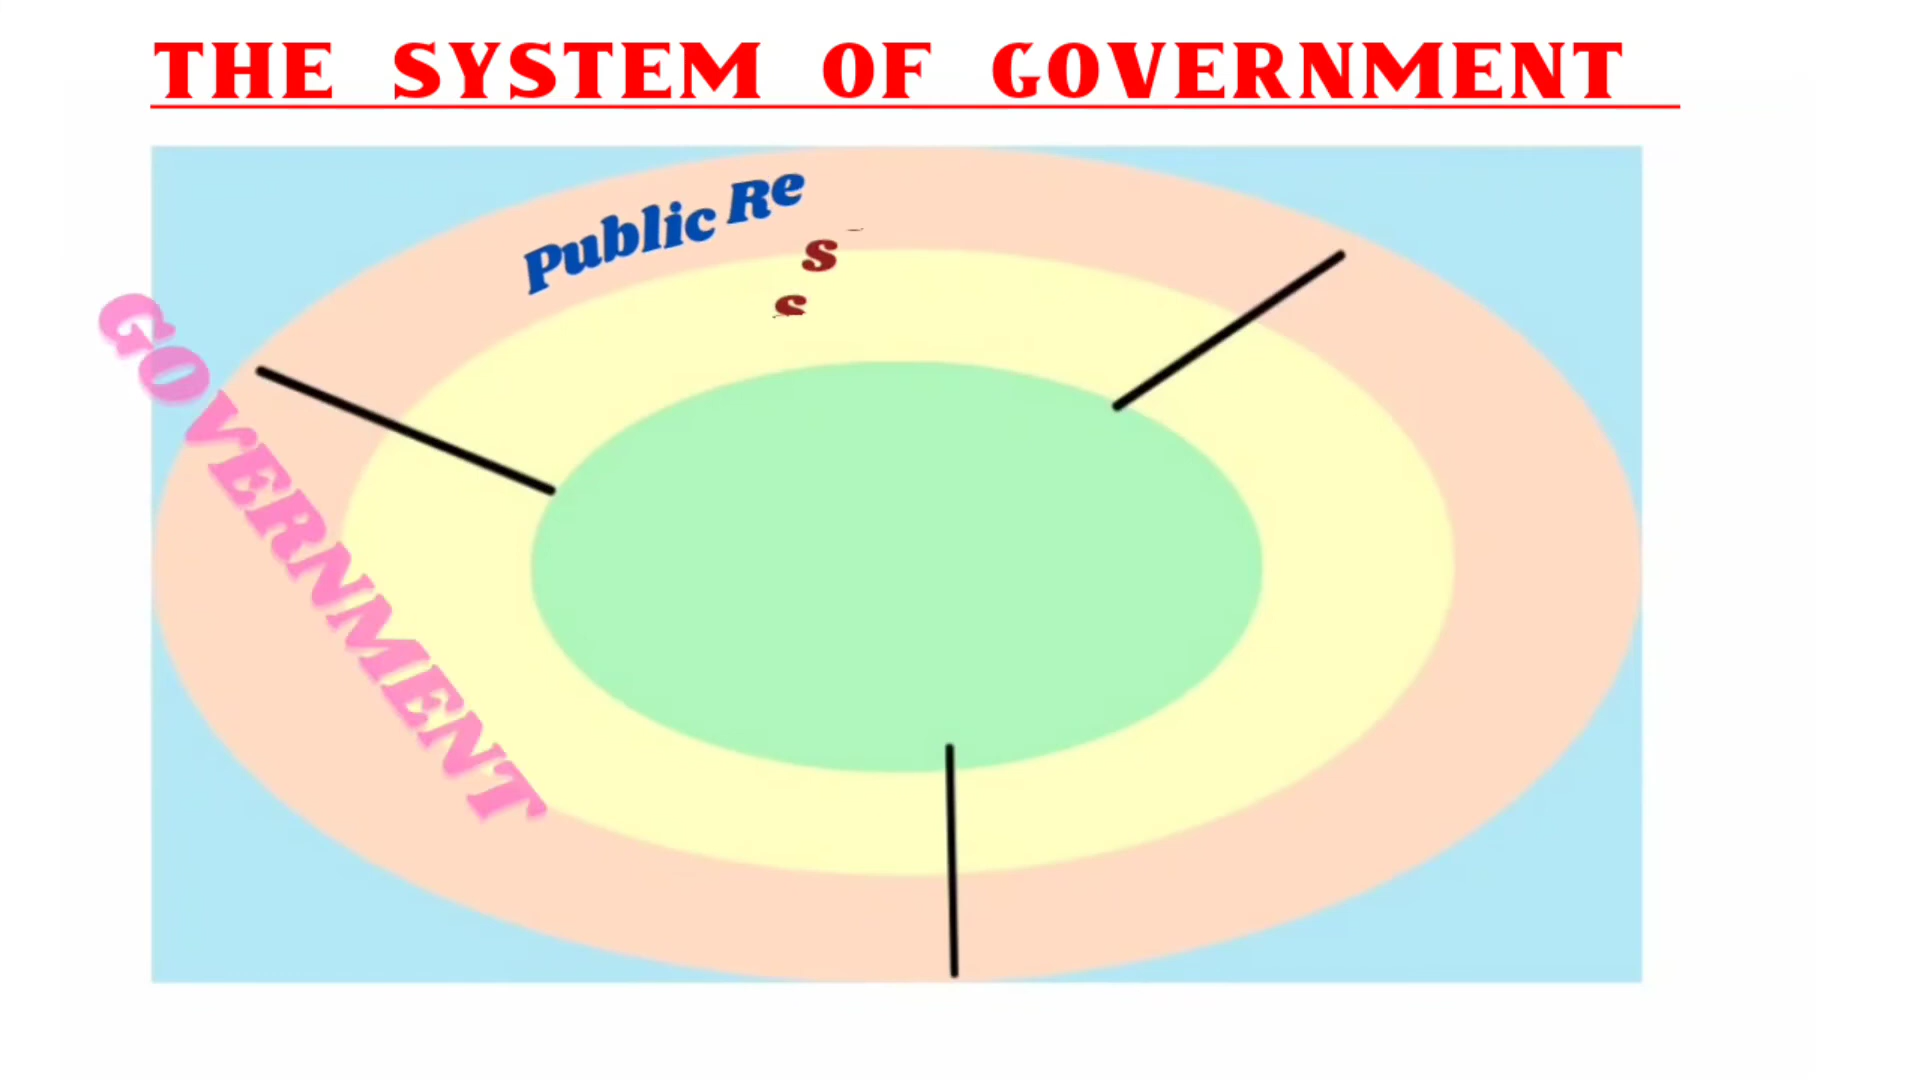 THE SYSTEM OF GOVERNMENT
Public Re
s
s
GOVERNMENT